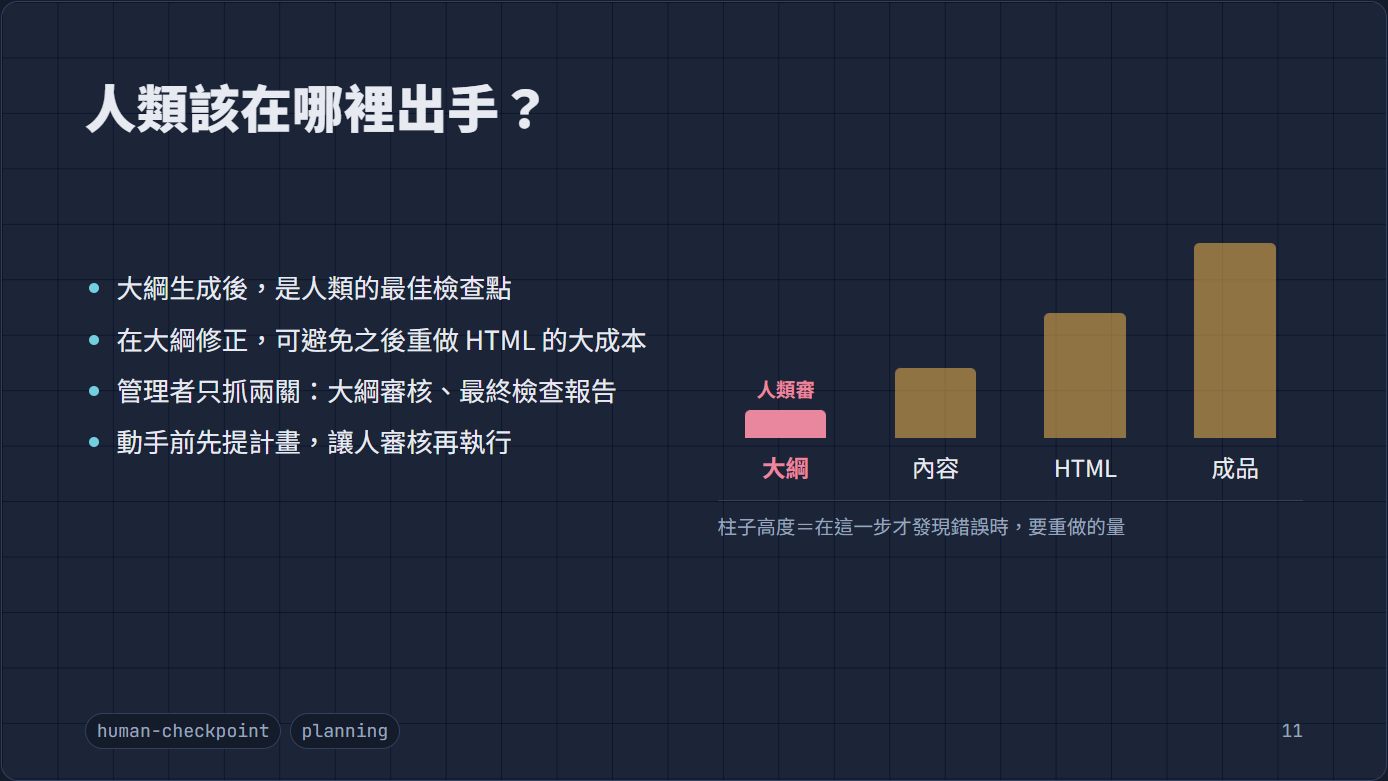 人類該在哪裡出手？
大綱生成後，是人類的最佳檢查點
在大綱修正，可避免之後重做 HTML 的大成本
管理者只抓兩關：大綱審核、最終檢查報告
動手前先提計畫，讓人審核再執行
人類審
大綱
內容
HTML
成品
柱子高度＝在這一步才發現錯誤時，要重做的量
human-checkpoint
planning
11